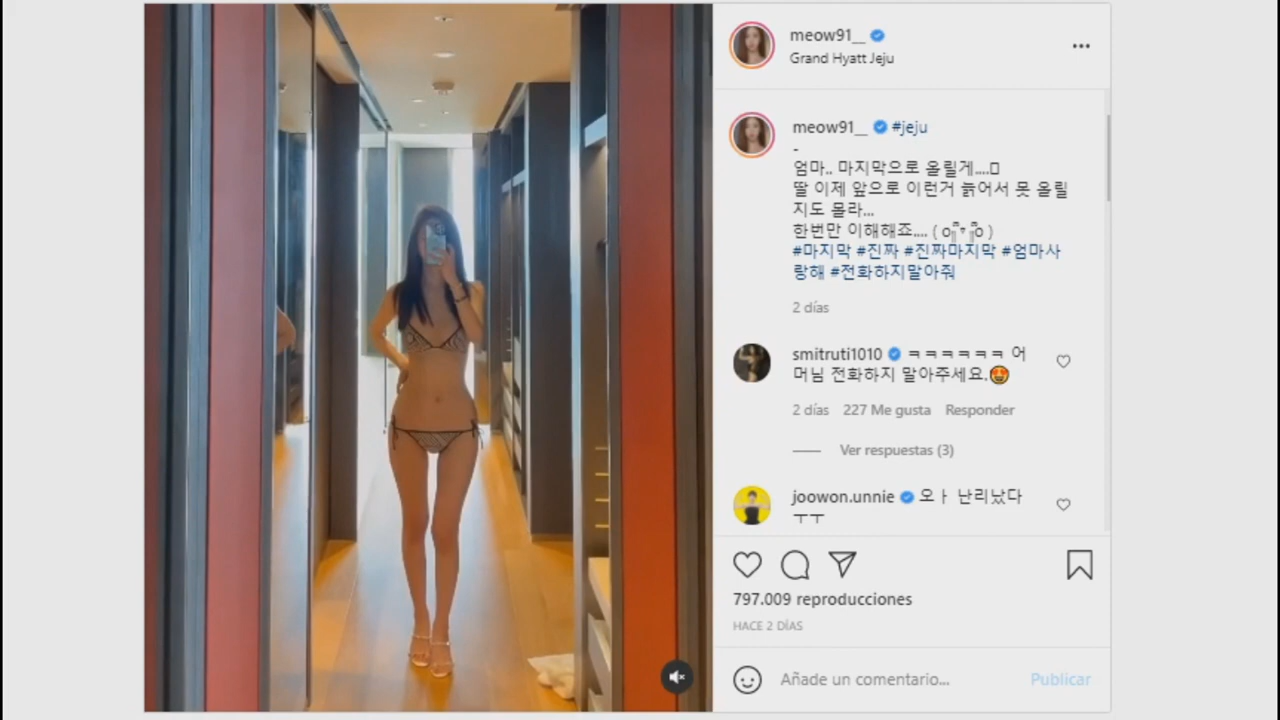 meow91__
Grand Hyatt Jeju
meow91__ #jeju
-
엄마.. 마지막으로 올릴게....
딸 이제 앞으로 이런거 늙어서 못 올릴
지도 몰라...
한번만 이해해죠....
#마지막 #진짜 #진짜마지막 #엄마사
랑해 #전화하지말아줘
2 días
smitruti1010 ㅋㅋㅋㅋㅋㅋ 어
머님 전화하지 말아주세요.🤩
2 días 227 Me gusta Responder
Ver respuestas (3)
joowon.unnie 오ㅏ 난리났다
ㅜㅜ
797.009 reproducciones
HACE 2 DÍAS
Añade un comentario... Publicar